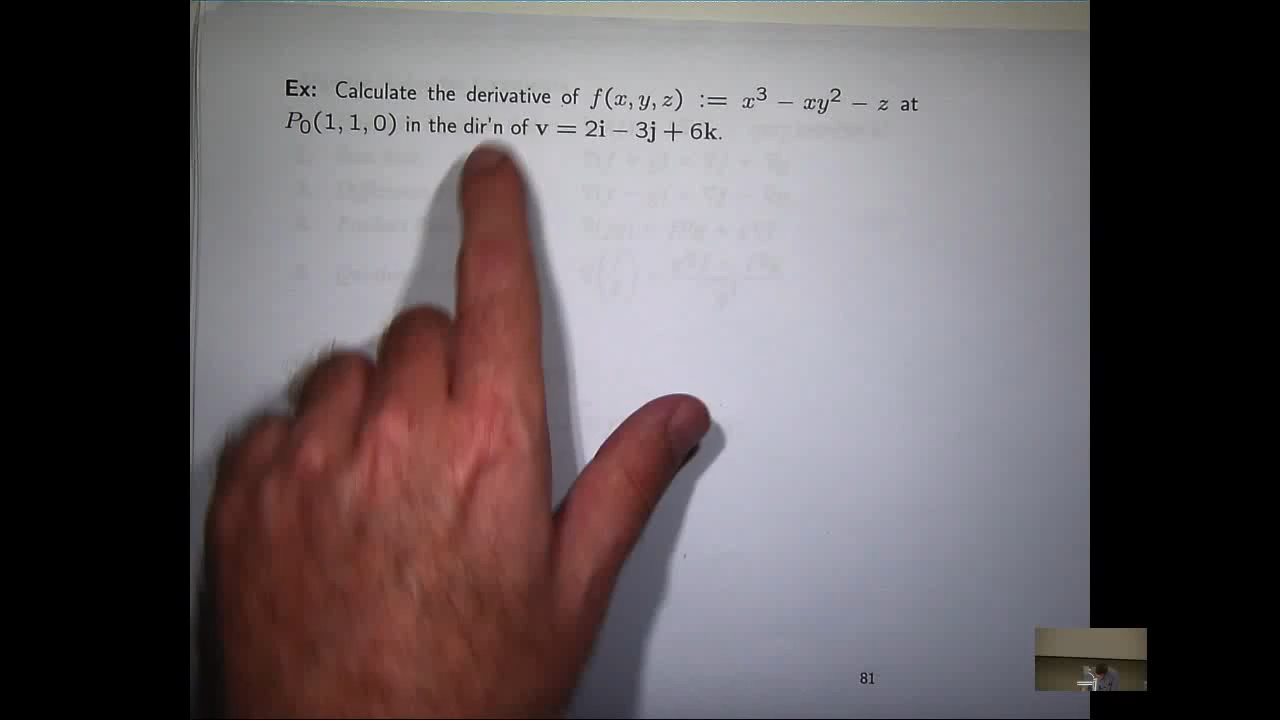 Ex: Calculate the derivative of f(x, y, z) := x³ − xy² − z at
P₀(1, 1, 0) in the dir'n of v = 2i − 3j + 6k.
81